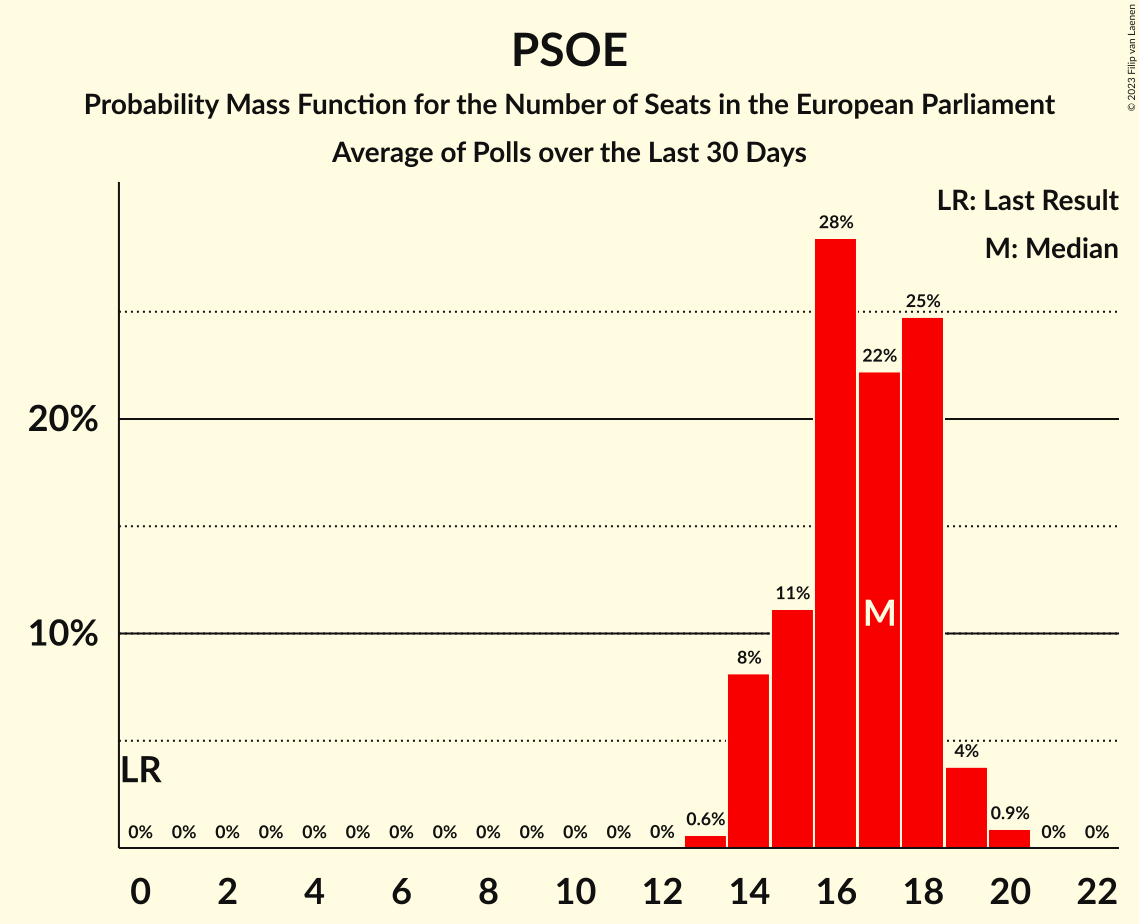 PSOE
Probability Mass Function for the Number of Seats in the European Parliament
Average of Polls over the Last 30 Days
© 2023 Filip van Laenen
LR: Last Result
M: Median
28%
25%
22%
20%
11%
M
10%
8%
4%
LR
0.6%
0.9%
0% 0% 0% 0% 0% 0% 0% 0% 0% 0% 0% 0% 0% 0% 0%
0 2 4 6 8 10 12 14 16 18 20 22